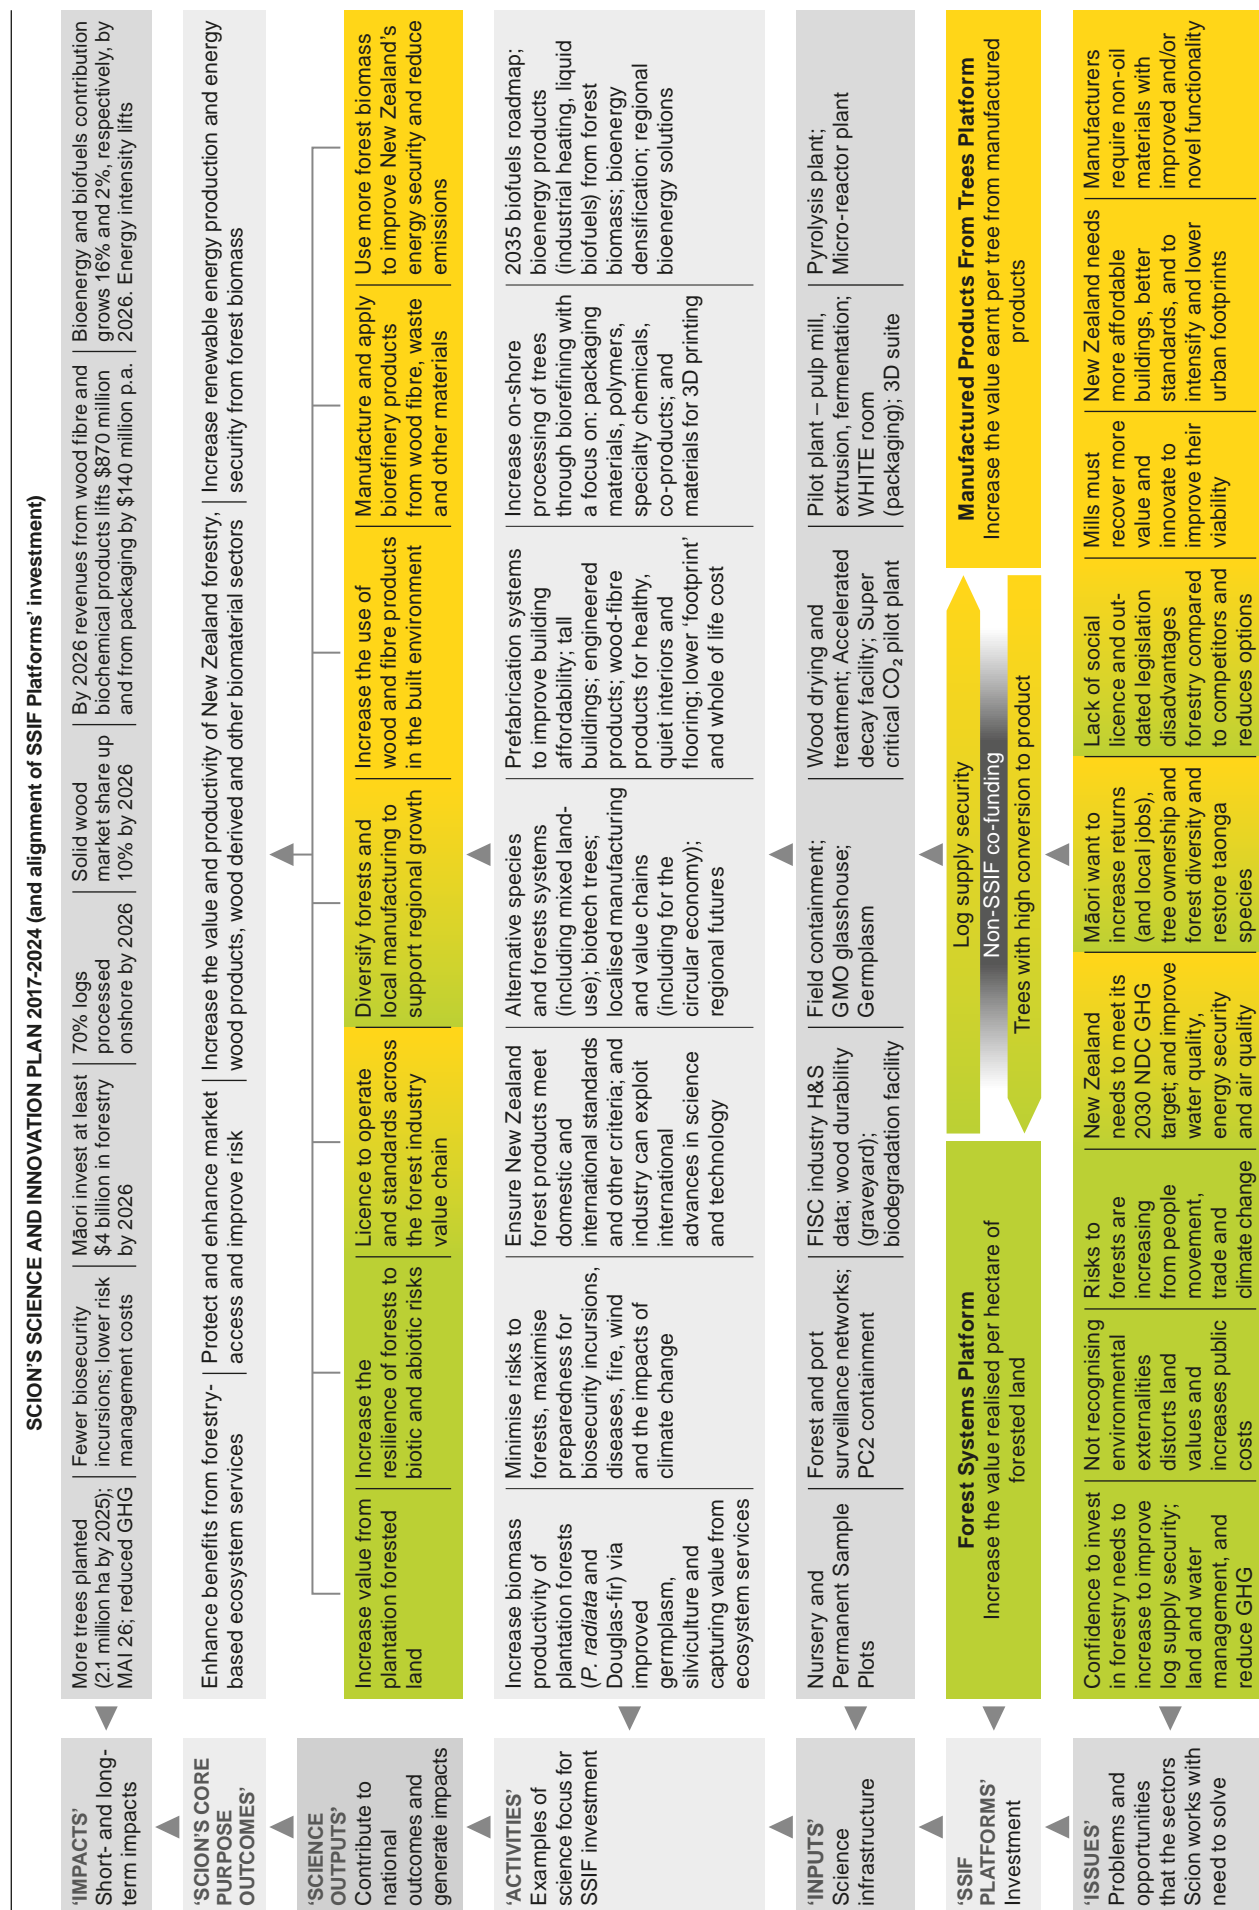 SCION'S SCIENCE AND INNOVATION PLAN 2017-2024 (and alignment of SSIF Platforms' investment)
'IMPACTS'
Short- and long-
term impacts
More trees planted
(2.1 million ha by 2025);
MAI 26; reduced GHG
Fewer biosecurity
incursions; lower risk
management costs
Māori invest at least
$4 billion in forestry
by 2026
70% logs
processed
onshore by 2026
Solid wood
market share up
10% by 2026
By 2026 revenues from wood fibre and
biochemical products lifts $870 million
and from packaging by $140 million p.a.
Bioenergy and biofuels contribution
grows 16% and 2%, respectively, by
2026. Energy intensity lifts
'SCION'S CORE
PURPOSE
OUTCOMES'
Enhance benefits from forestry-
based ecosystem services
Protect and enhance market
access and improve risk
Increase the value and productivity of New Zealand forestry,
wood products, wood derived and other biomaterial sectors
Increase renewable energy production and energy
security from forest biomass
'SCIENCE
OUTPUTS'
Contribute to
national
outcomes and
generate impacts
Increase value from
plantation forested
land
Increase the
resilience of forests to
biotic and abiotic risks
Licence to operate
and standards across
the forest industry
value chain
Diversify forests and
local manufacturing to
support regional growth
Increase the use of
wood and fibre products
in the built environment
Manufacture and apply
biorefinery products
from wood fibre, waste
and other materials
Use more forest biomass
to improve New Zealand's
energy security and reduce
emissions
'ACTIVITIES'
Examples of
science focus for
SSIF investment
Increase biomass
productivity of
plantation forests
(P. radiata and
Douglas-fir) via
improved
germplasm,
silviculture and
capturing value from
ecosystem services
Minimise risks to
forests, maximise
preparedness for
biosecurity incursions,
diseases, fire, wind
and the impacts of
climate change
Ensure New Zealand
forest products meet
domestic and
international standards
and other criteria; and
industry can exploit
international
advances in science
and technology
Alternative species
and forests systems
(including mixed land-
use); biotech trees;
localised manufacturing
and value chains
(including for the
circular economy);
regional futures
Prefabrication systems
to improve building
affordability; tall
buildings; engineered
products; wood-fibre
products for healthy,
quiet interiors and
flooring; lower 'footprint'
and whole of life cost
Increase on-shore
processing of trees
through biorefining with
a focus on: packaging
materials, polymers,
specialty chemicals,
co-products; and
materials for 3D printing
2035 biofuels roadmap;
bioenergy products
(industrial heating, liquid
biofuels) from forest
biomass; bioenergy
densification; regional
bioenergy solutions
'INPUTS'
Science
infrastructure
Nursery and
Permanent Sample
Plots
Forest and port
surveillance networks;
PC2 containment
FISC industry H&S
data; wood durability
(graveyard);
biodegradation facility
Field containment;
GMO glasshouse;
Germplasm
Wood drying and
treatment; Accelerated
decay facility; Super
critical CO₂ pilot plant
Pilot plant – pulp mill,
extrusion, fermentation;
WHITE room
(packaging); 3D suite
Pyrolysis plant;
Micro-reactor plant
'SSIF
PLATFORMS'
Investment
Forest Systems Platform
Increase the value realised per hectare of
forested land
Log supply security
Non-SSIF co-funding
Trees with high conversion to product
Manufactured Products From Trees Platform
Increase the value earnt per tree from manufactured
products
'ISSUES'
Problems and
opportunities
that the sectors
Scion works with
need to solve
Confidence to invest
in forestry needs to
increase to improve
log supply security;
land and water
management, and
reduce GHG
Not recognising
environmental
externalities
distorts land
values and
increases public
costs
Risks to
forests are
increasing
from people
movement,
trade and
climate change
New Zealand
needs to meet its
2030 NDC GHG
target; and improve
water quality,
energy security
and air quality
Māori want to
increase returns
(and local jobs),
tree ownership and
forest diversity and
restore taonga
species
Lack of social
licence and out-
dated legislation
disadvantages
forestry compared
to competitors and
reduces options
Mills must
recover more
value and
innovate to
improve their
viability
New Zealand needs
more affordable
buildings, better
standards, and to
intensify and lower
urban footprints
Manufacturers
require non-oil
materials with
improved and/or
novel functionality